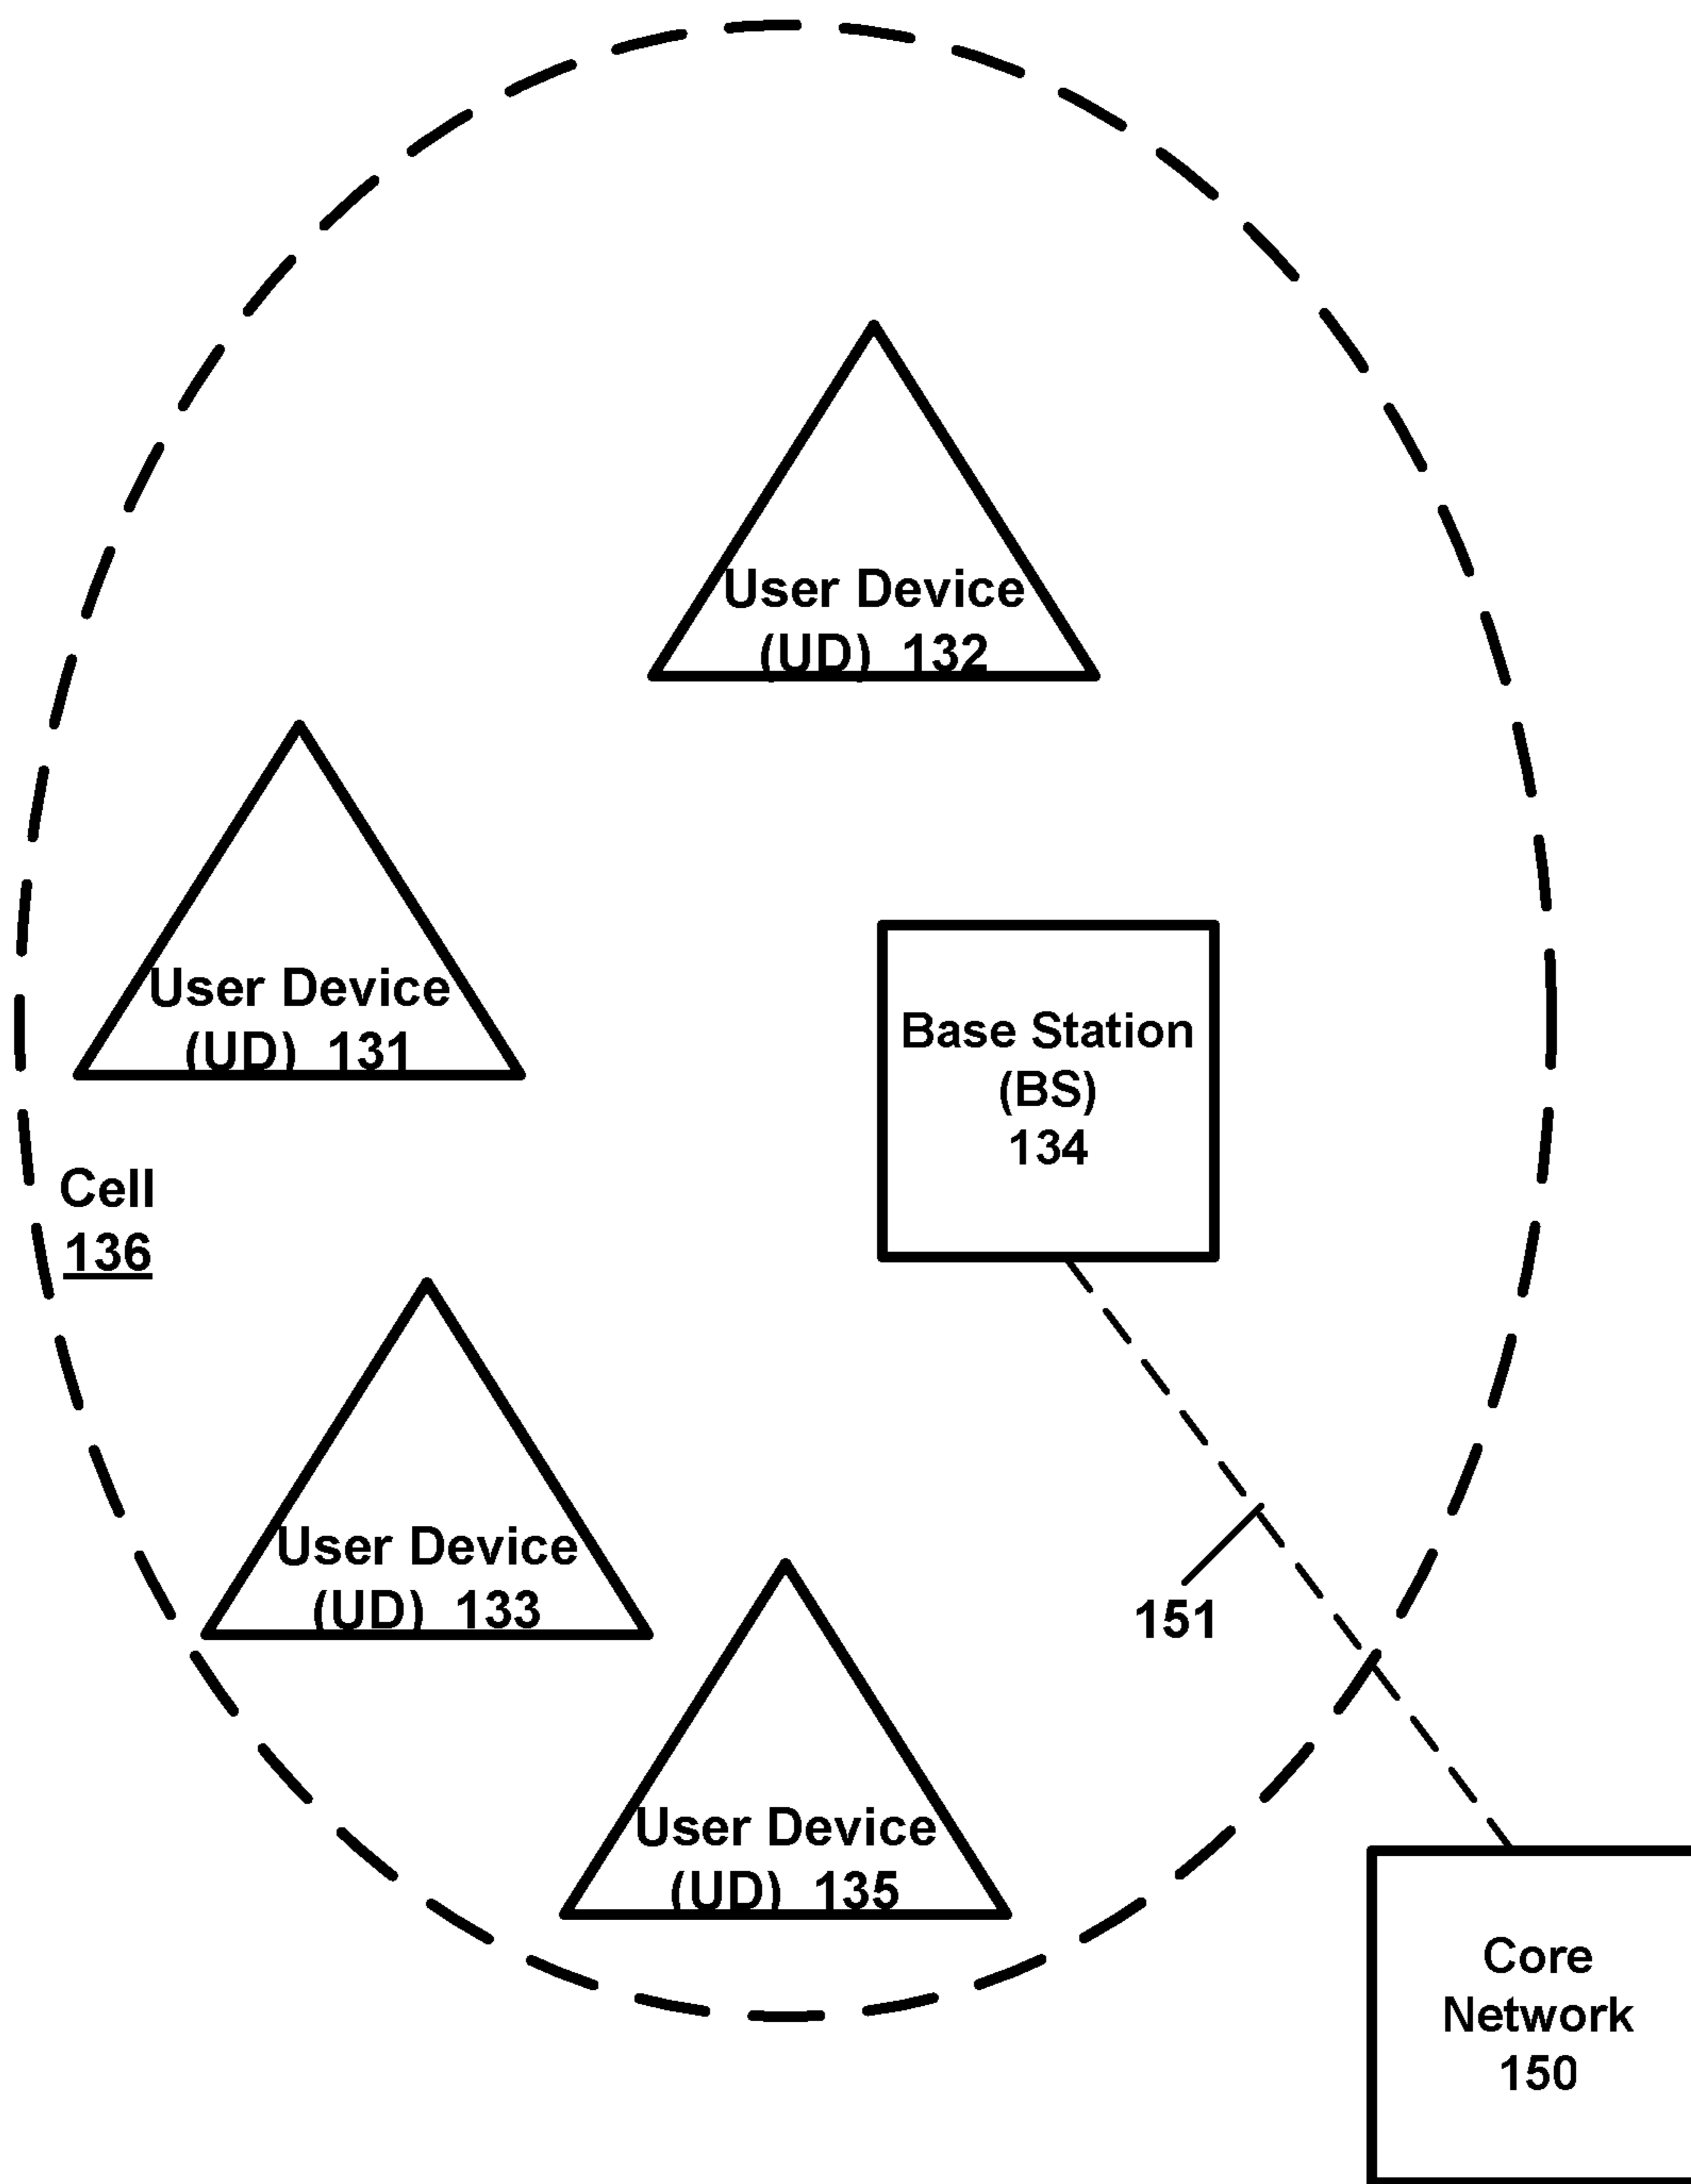 User Device
(UD) 132
User Device
(UD) 131
Base Station
(BS)
134
Cell
136
User Device
(UD) 133
151
User Device
(UD) 135
Core
Network
150